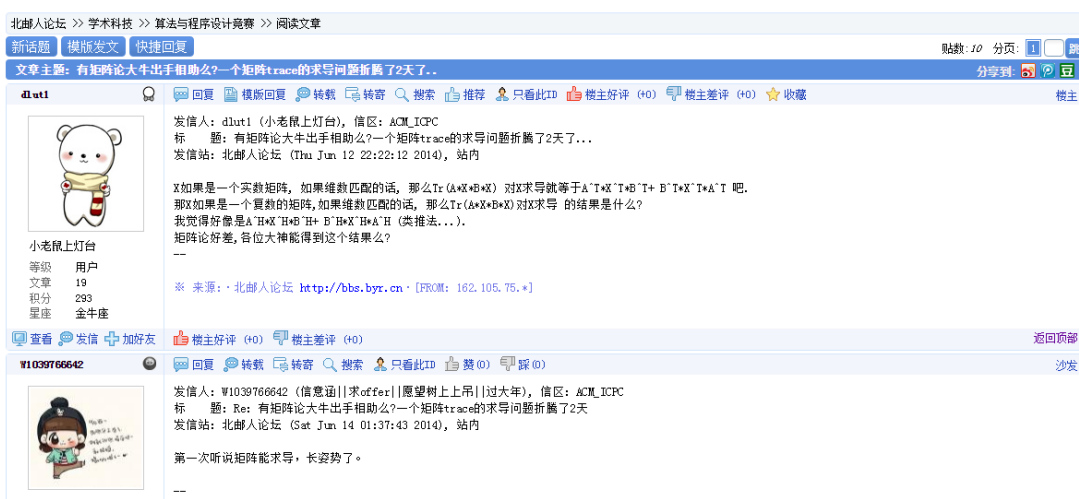 北邮人论坛 >> 学术科技 >> 算法与程序设计竞赛 >> 阅读文章
新话题 模版发文 快捷回复
贴数:10 分页: 1
文章主题: 有矩阵论大牛出手相助么?一个矩阵trace的求导问题折腾了2天了..
分享到: 豆
dlut1
回复 模版回复 转载 转寄 搜索 推荐 只看此ID 楼主好评 (+0) 楼主差评 (+0) 收藏
楼主
发信人: dlut1 (小老鼠上灯台), 信区: ACM_ICPC
标 题: 有矩阵论大牛出手相助么?一个矩阵trace的求导问题折腾了2天了...
发信站: 北邮人论坛 (Thu Jun 12 22:22:12 2014), 站内
X如果是一个实数矩阵, 如果维数匹配的话, 那么Tr(A*X*B*X) 对X求导就等于A^T*X^T*B^T+ B^T*X^T*A^T 吧.
那X如果是一个复数的矩阵,如果维数匹配的话, 那么Tr(A*X*B*X)对X求导 的结果是什么?
我觉得好像是A^H*X^H*B^H+ B^H*X^H*A^H (类推法...).
矩阵论好差,各位大神能得到这个结果么?
--
※ 来源:·北邮人论坛 http://bbs.byr.cn·[FROM: 162.105.75.*]
小老鼠上灯台
等级 用户
文章 19
积分 293
星座 金牛座
查看 发信 加好友
楼主好评 (+0) 楼主差评 (+0)
返回顶部
W1039766642
回复 转载 转寄 搜索 只看此ID 赞(0) 踩(0)
沙发
发信人: W1039766642 (信意涵||求offer||愿望树上上吊||过大年), 信区: ACM_ICPC
标 题: Re: 有矩阵论大牛出手相助么?一个矩阵trace的求导问题折腾了2天
发信站: 北邮人论坛 (Sat Jun 14 01:37:43 2014), 站内
第一次听说矩阵能求导，长姿势了。
--